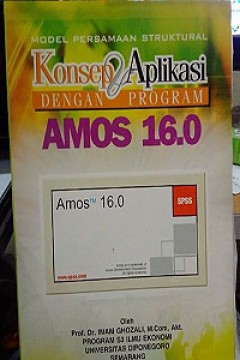 MODEL PERSAMAAN STRUKTURAL
Konsep & Aplikasi
DENGAN PROGRAM
AMOS 16.0
Amos™ 16.0
SPSS
www.spss.com
Oleh
Prof. Dr. IMAM GHOZALI, M.Com, Akt.
PROGRAM S3 ILMU EKONOMI
UNIVERSITAS DIPONEGORO
SEMARANG